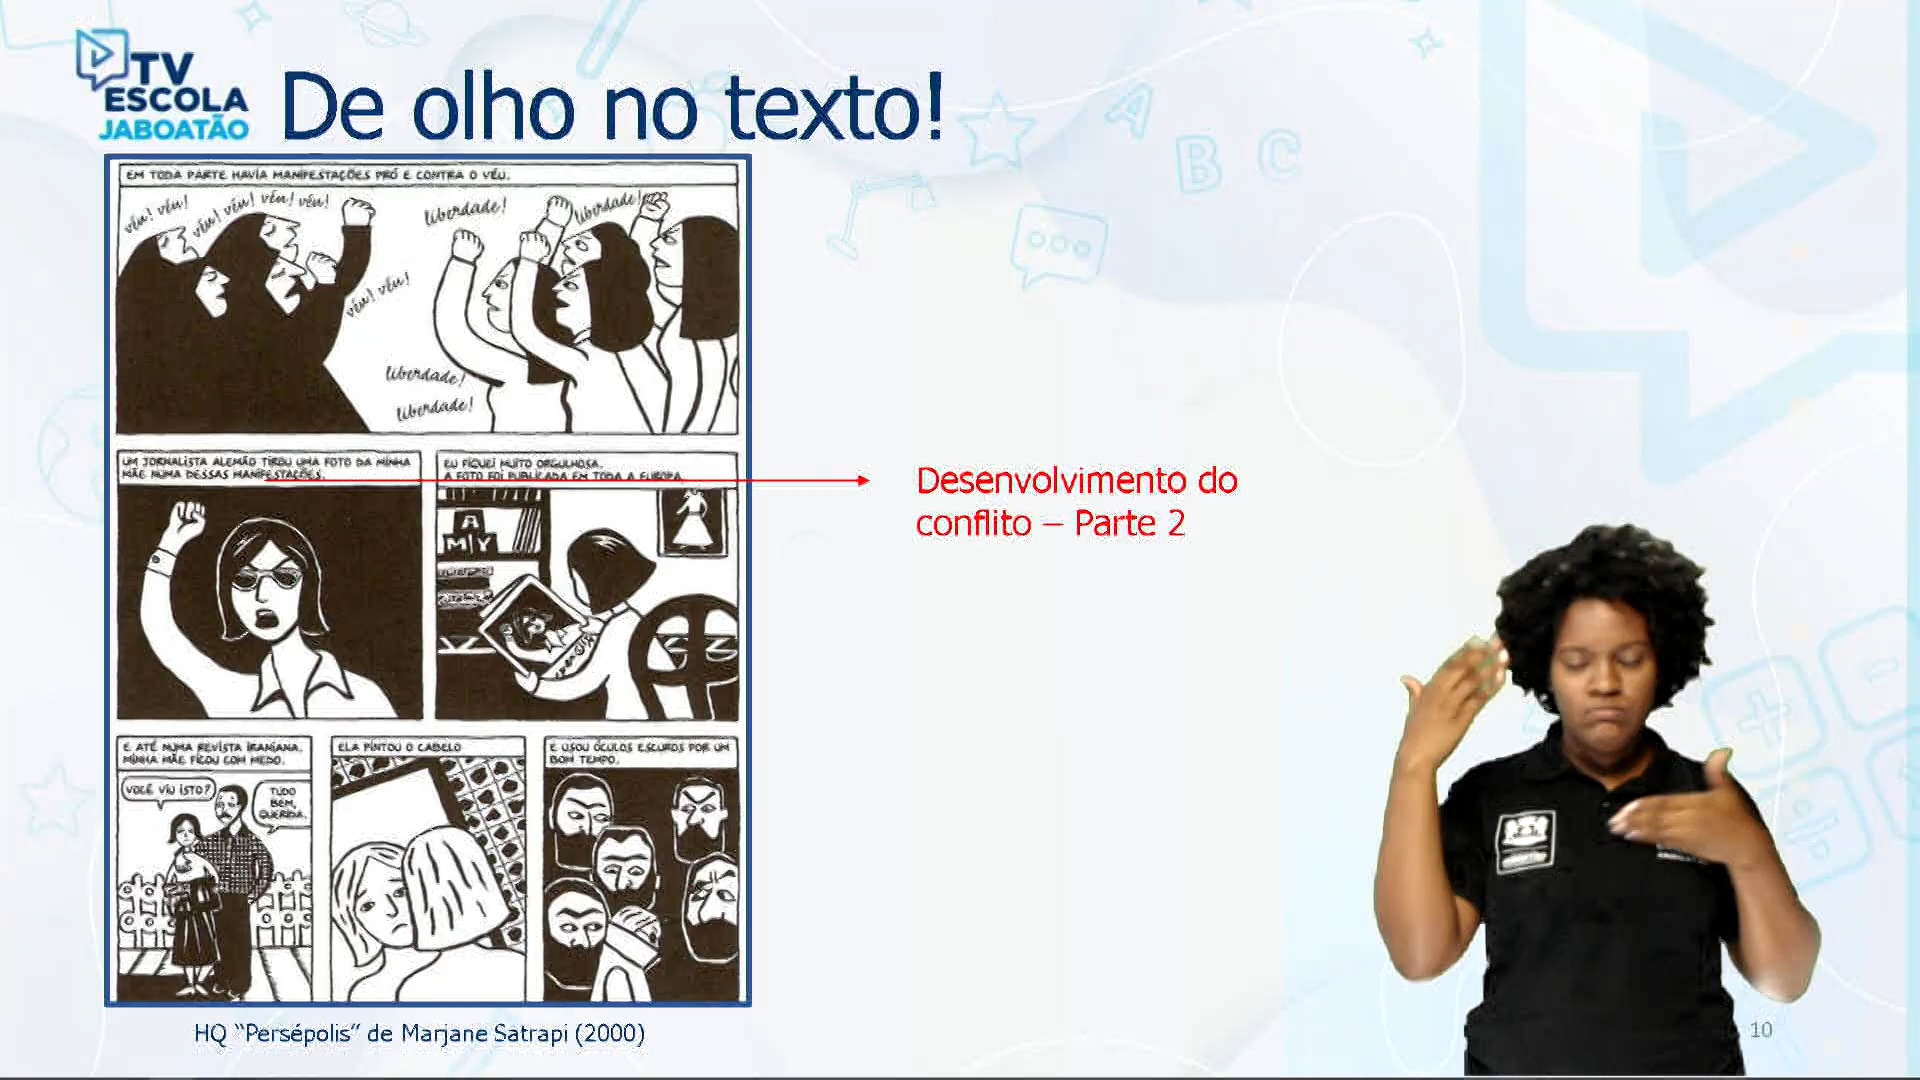 TV
ESCOLA
JABOATÃO
De olho no texto!
EM TODA PARTE HAVIA MANIFESTAÇÕES PRÓ E CONTRA O VÉU.
véu! véu!
véu! véu! véu! véu!
liberdade!
liberdade!
véu! véu!
liberdade!
liberdade!
UM JORNALISTA ALEMÃO TIROU UMA FOTO DA MINHA
MÃE NUMA DESSAS MANIFESTAÇÕES.
EU FIQUEI MUITO ORGULHOSA.
A FOTO FOI PUBLICADA EM TODA A EUROPA.
A
M Y
Desenvolvimento do
conflito – Parte 2
E ATÉ NUMA REVISTA IRANIANA.
MINHA MÃE FICOU COM MEDO.
VOCÊ VIU ISTO?
TUDO
BEM,
QUERIDA.
ELA PINTOU O CABELO
E USOU ÓCULOS ESCUROS POR UM
BOM TEMPO.
HQ “Persépolis” de Marjane Satrapi (2000)
10
A B C